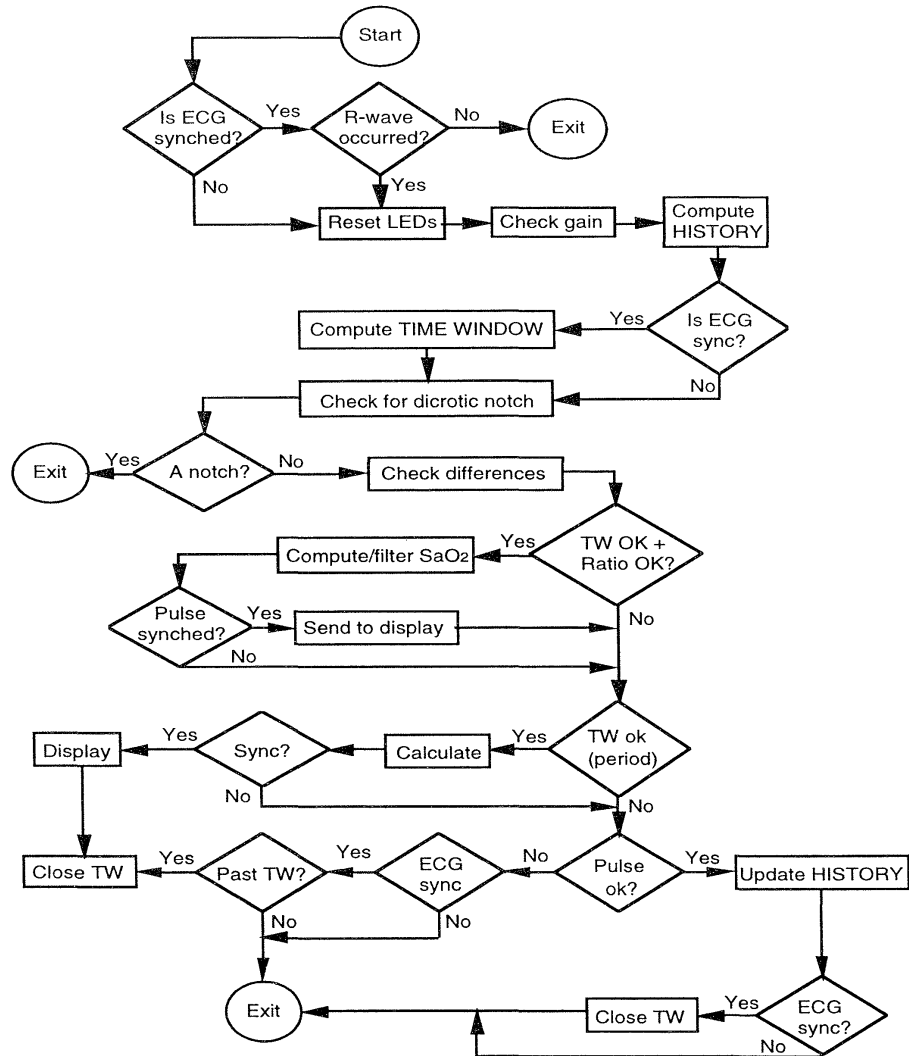 Start
Is ECG
synched?
Yes
R-wave
occurred?
No
Exit
No
Yes
Reset LEDs
Check gain
Compute
HISTORY
Compute TIME WINDOW
Yes
Is ECG
sync?
No
Check for dicrotic notch
Exit
Yes
A notch?
No
Check differences
Compute/filter SaO2
Yes
TW OK +
Ratio OK?
No
Pulse
synched?
Yes
Send to display
No
Display
Yes
Sync?
Calculate
Yes
TW ok
(period)
No
No
Close TW
Yes
Past TW?
Yes
ECG
sync
No
Pulse
ok?
Yes
Update HISTORY
No
No
Exit
Close TW
Yes
ECG
sync?
No